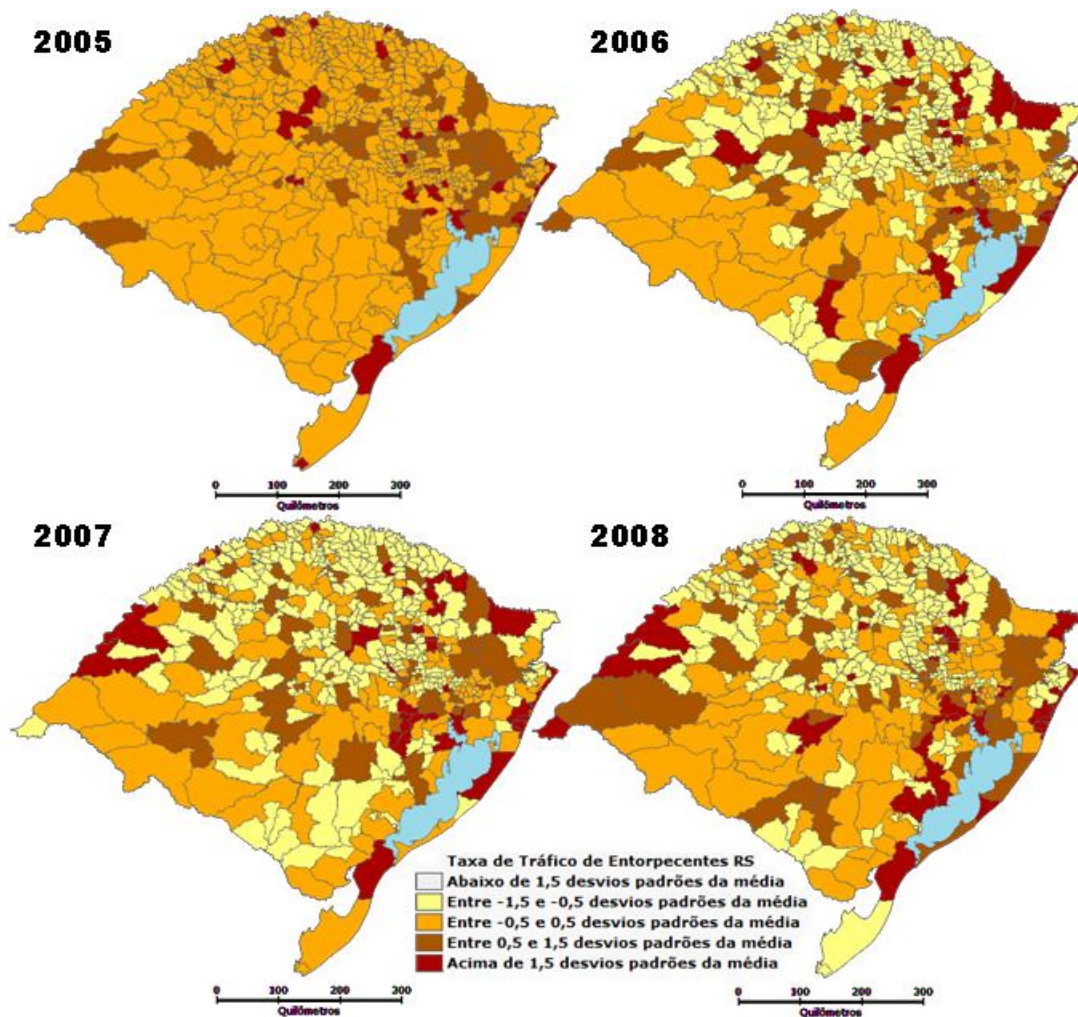 2005
2006
0 100 200 300
Quilômetros
0 100 200 300
Quilômetros
2007
2008
Taxa de Tráfico de Entorpecentes RS
Abaixo de 1,5 desvios padrões da média
Entre -1,5 e -0,5 desvios padrões da média
Entre -0,5 e 0,5 desvios padrões da média
Entre 0,5 e 1,5 desvios padrões da média
Acima de 1,5 desvios padrões da média
0 100 200 300
Quilômetros
0 100 200 300
Quilômetros